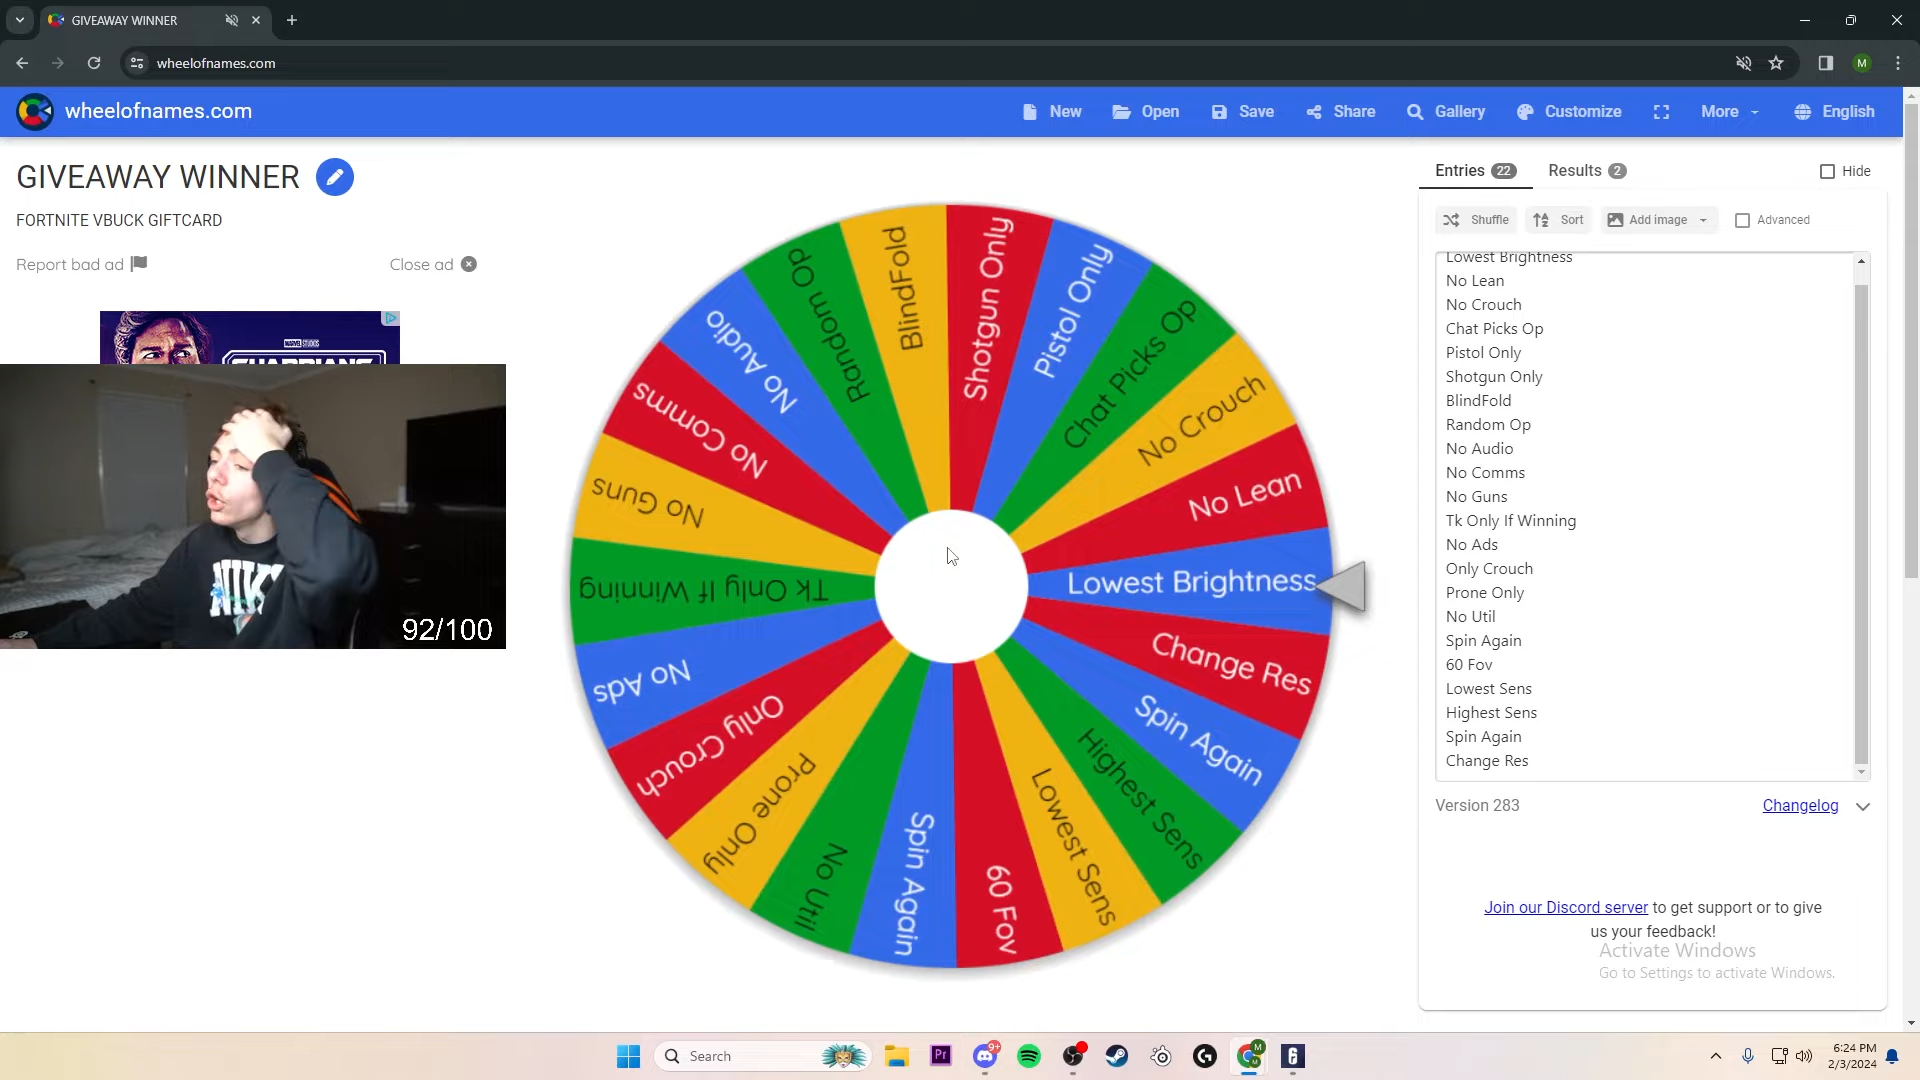 GIVEAWAY WINNER
wheelofnames.com
wheelofnames.com
New
Open
Save
Share
Gallery
Customize
More
English
M
GIVEAWAY WINNER
FORTNITE VBUCK GIFTCARD
Report bad ad
Close ad
MARVEL STUDIOS
NIKE
92/100
Shotgun Only
Pistol Only
Chat Picks Op
No Crouch
No Lean
Lowest Brightness
Change Res
Spin Again
Highest Sens
Lowest Sens
60 Fov
Spin Again
No Util
Prone Only
Only Crouch
No Ads
Tk Only If Winning
No Guns
No Comms
No Audio
Random Op
BlindFold
Entries 22
Results 2
Hide
Shuffle
Sort
Add image
Advanced
Lowest Brightness
No Lean
No Crouch
Chat Picks Op
Pistol Only
Shotgun Only
BlindFold
Random Op
No Audio
No Comms
No Guns
Tk Only If Winning
No Ads
Only Crouch
Prone Only
No Util
Spin Again
60 Fov
Lowest Sens
Highest Sens
Spin Again
Change Res
Version 283
Changelog
Join our Discord server to get support or to give
us your feedback!
Activate Windows
Go to Settings to activate Windows.
Search
Pr
9+
M
6:24 PM
2/3/2024